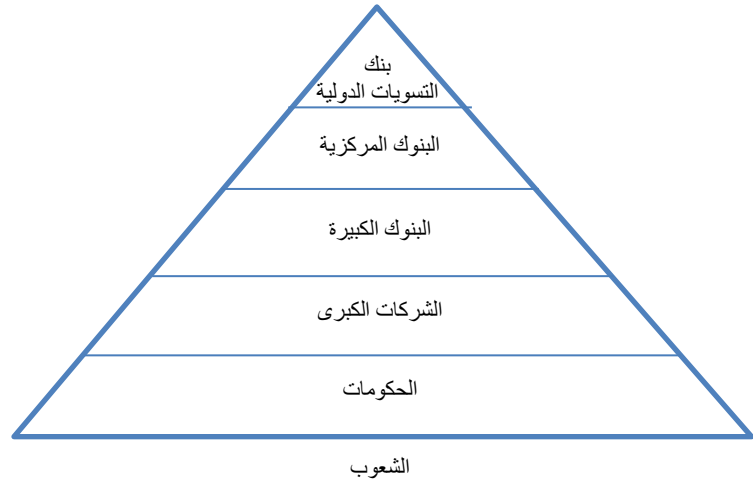 بنك
التسويات الدولية
البنوك المركزية
البنوك الكبيرة
الشركات الكبرى
الحكومات
الشعوب